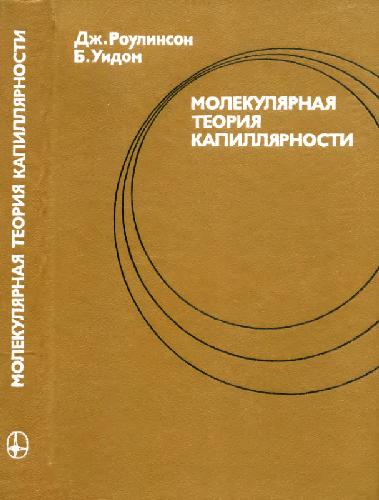 Дж. Роулинсон
Б. Уидом
МОЛЕКУЛЯРНАЯ
ТЕОРИЯ
КАПИЛЛЯРНОСТИ
МОЛЕКУЛЯРНАЯ ТЕОРИЯ КАПИЛЛЯРНОСТИ